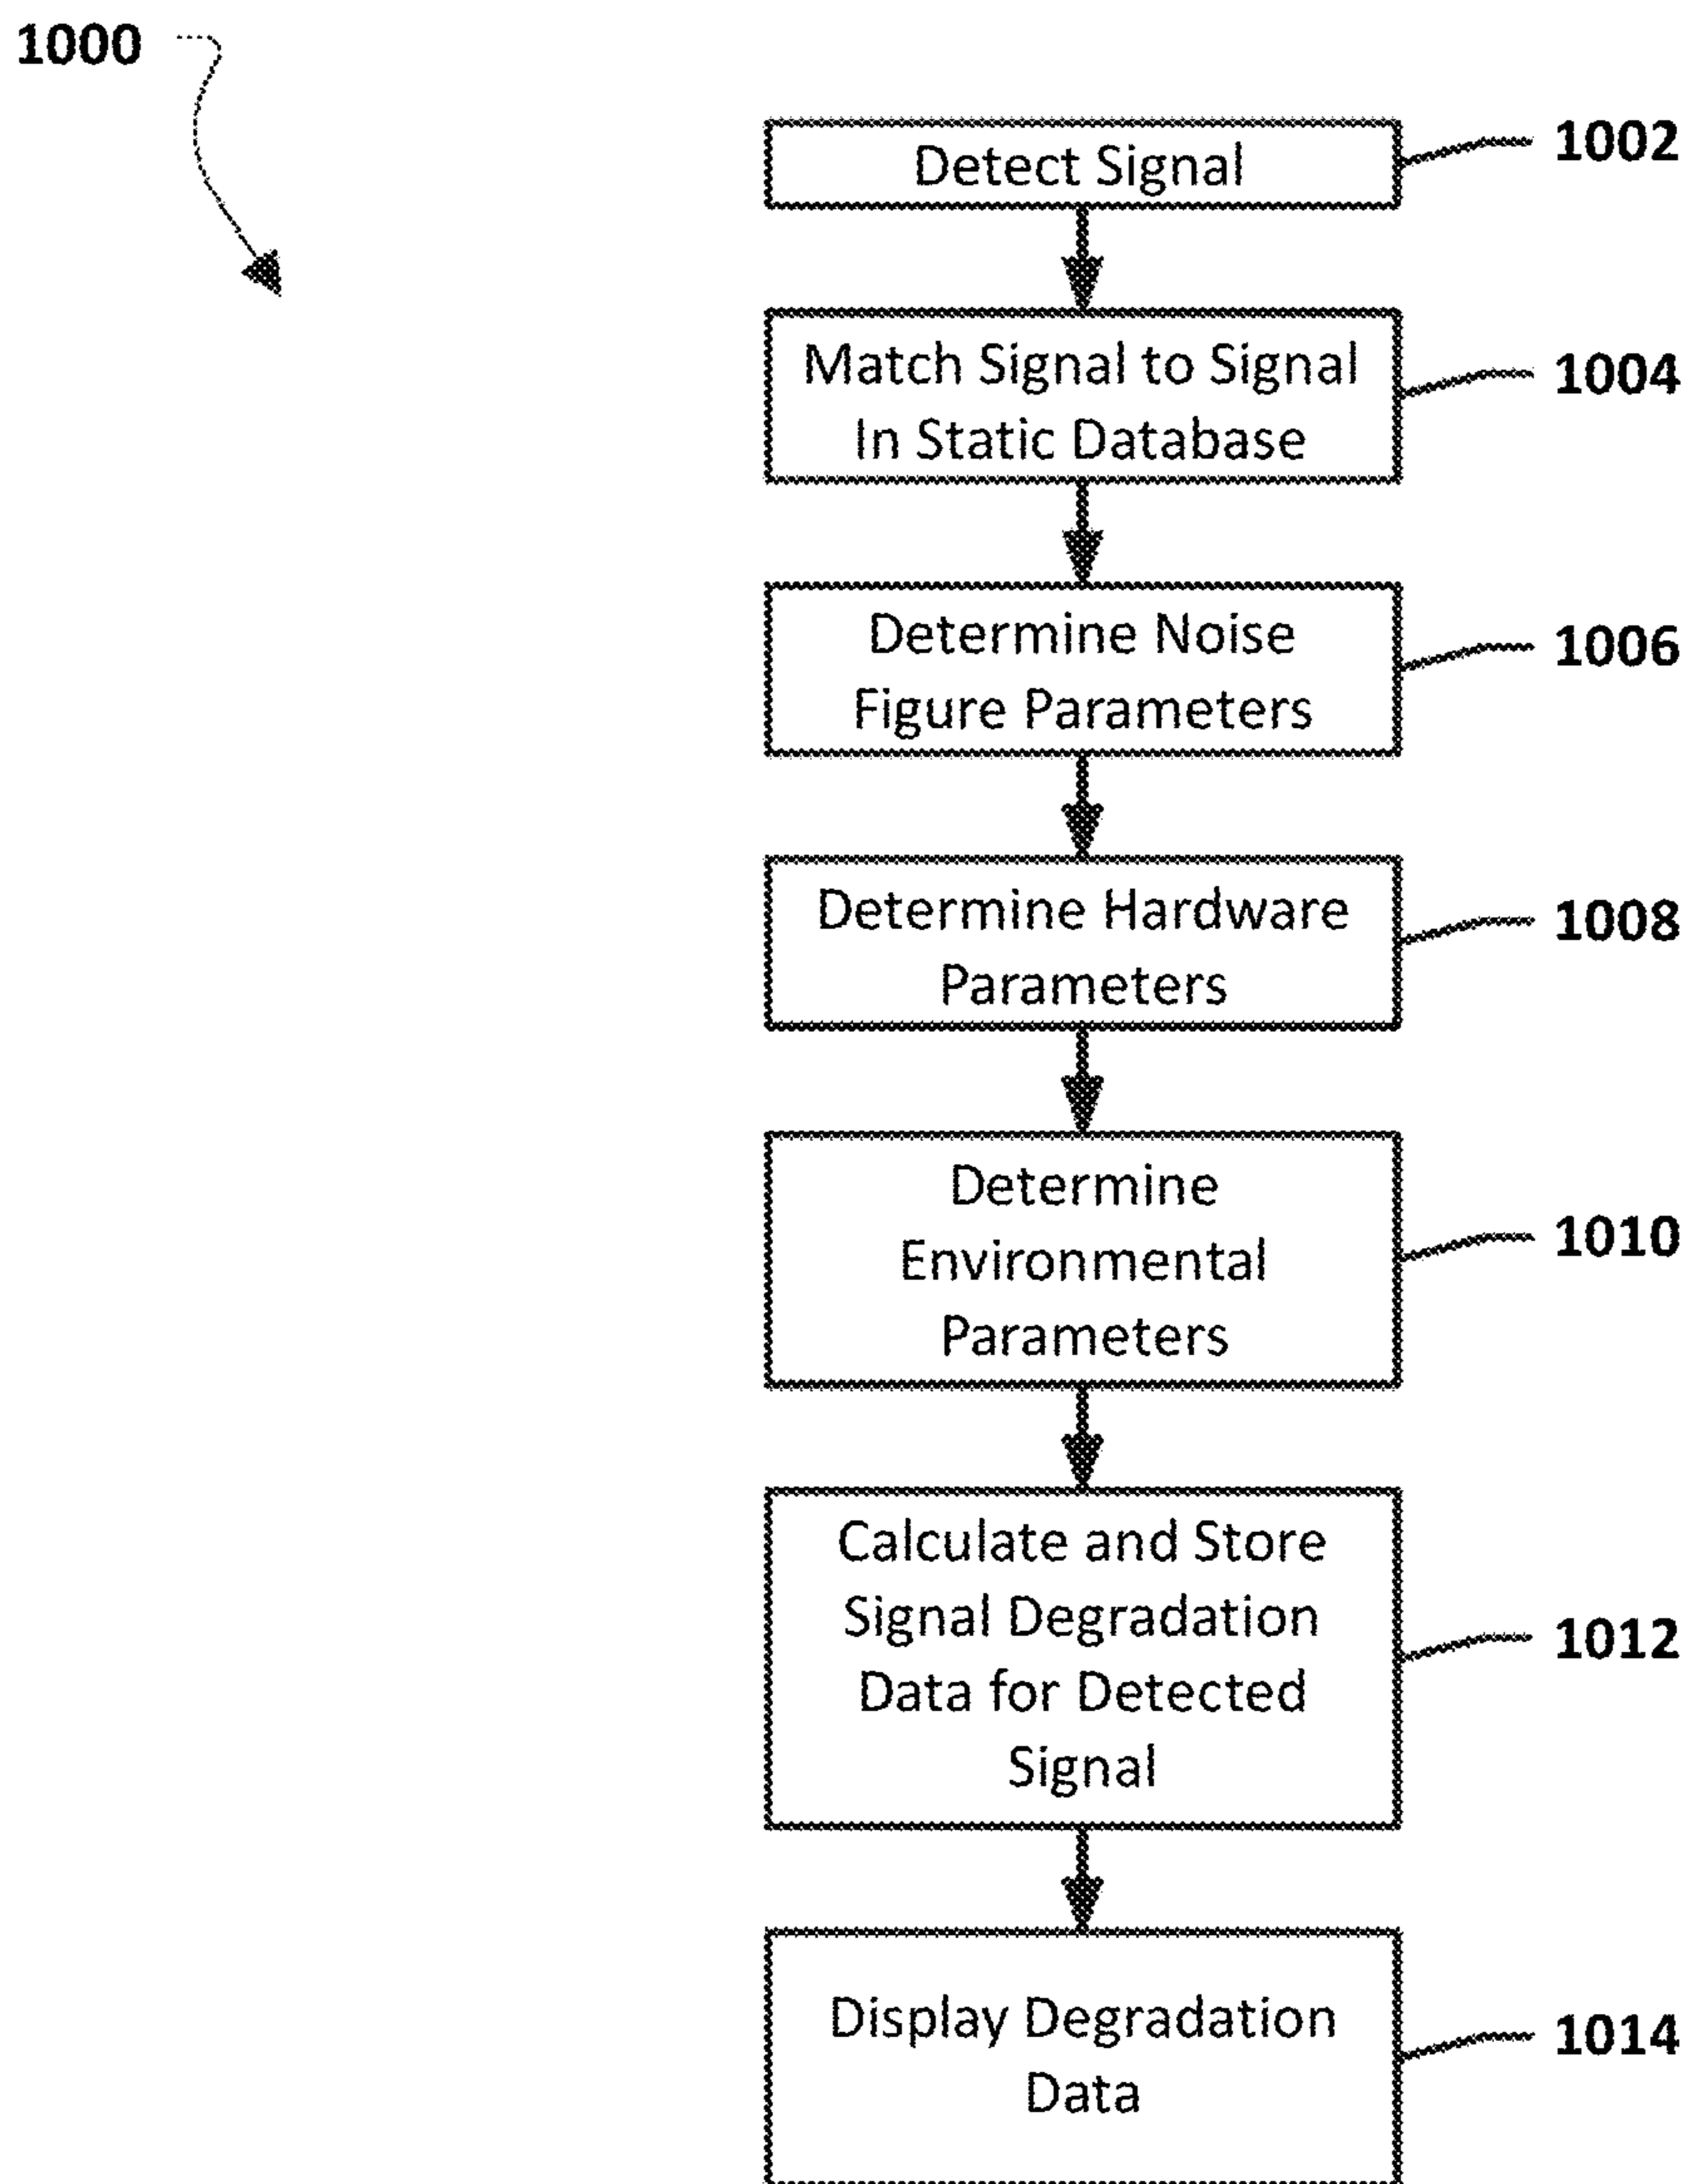 1000
Detect Signal
1002
Match Signal to Signal
In Static Database
1004
Determine Noise
Figure Parameters
1006
Determine Hardware
Parameters
1008
Determine
Environmental
Parameters
1010
Calculate and Store
Signal Degradation
Data for Detected
Signal
1012
Display Degradation
Data
1014